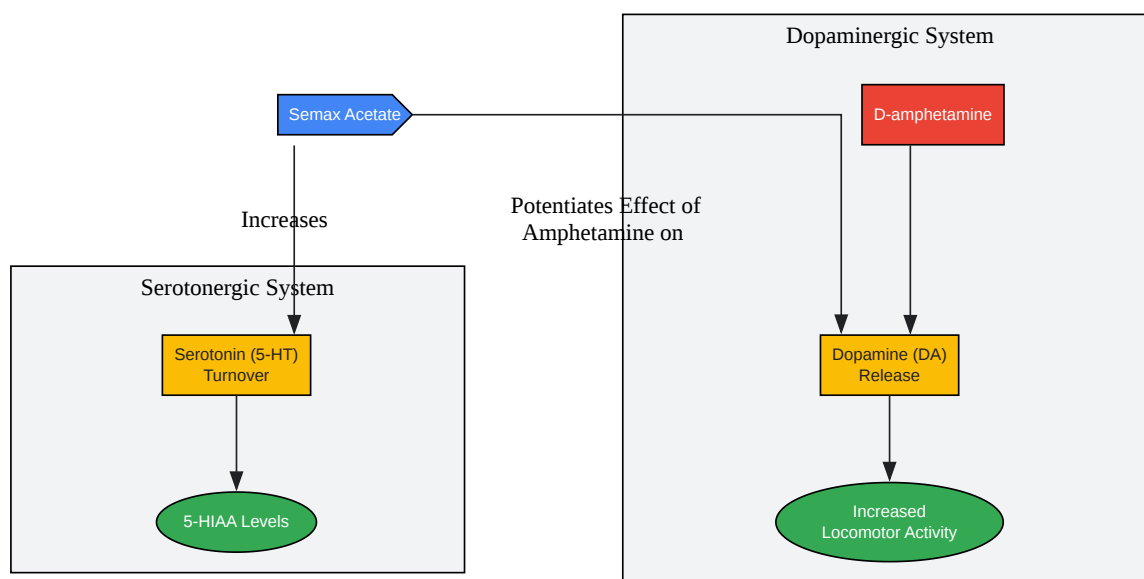 Dopaminergic System
Semax Acetate
D-amphetamine
Increases
Potentiates Effect of
Amphetamine on
Serotonergic System
Serotonin (5-HT)
Turnover
Dopamine (DA)
Release
5-HIAA Levels
Increased
Locomotor Activity